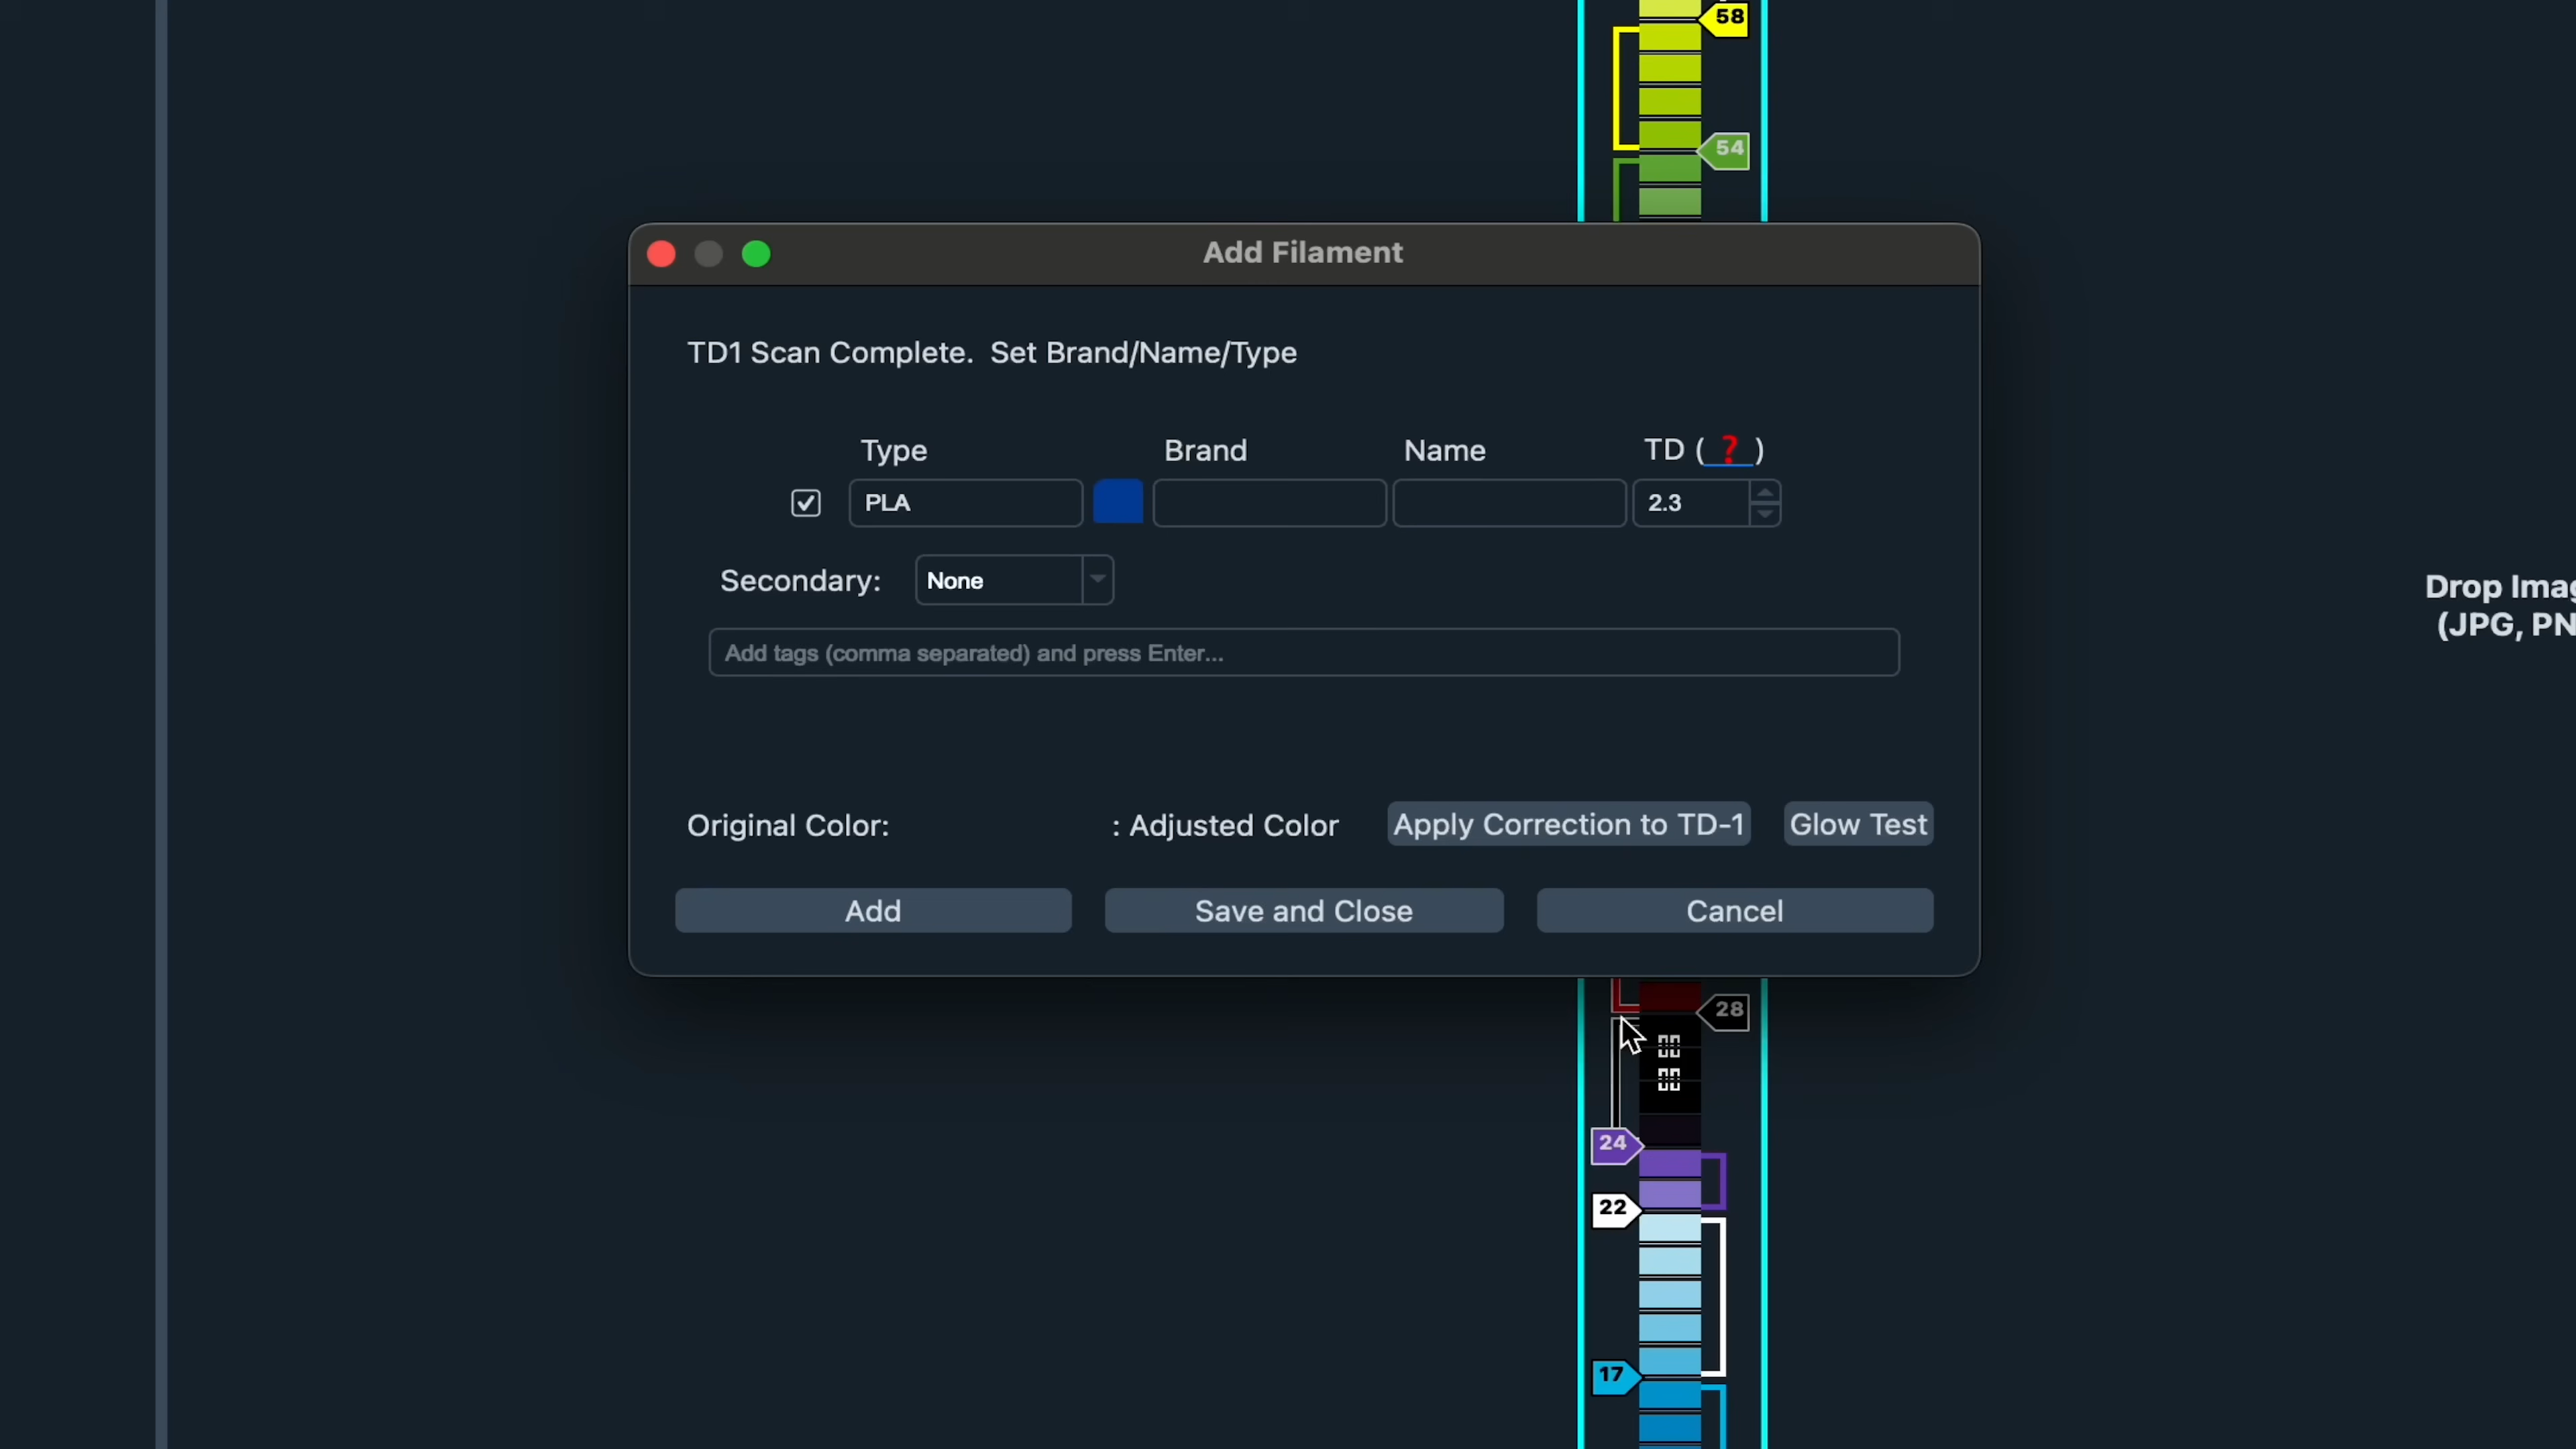 58
54
Add Filament
TD1 Scan Complete.  Set Brand/Name/Type
Type Brand Name TD (?)
PLA 2.3
Secondary: None
Add tags (comma separated) and press Enter...
Drop Imag
(JPG, PN
Original Color: : Adjusted Color Apply Correction to TD-1 Glow Test
Add Save and Close Cancel
28
24
22
17